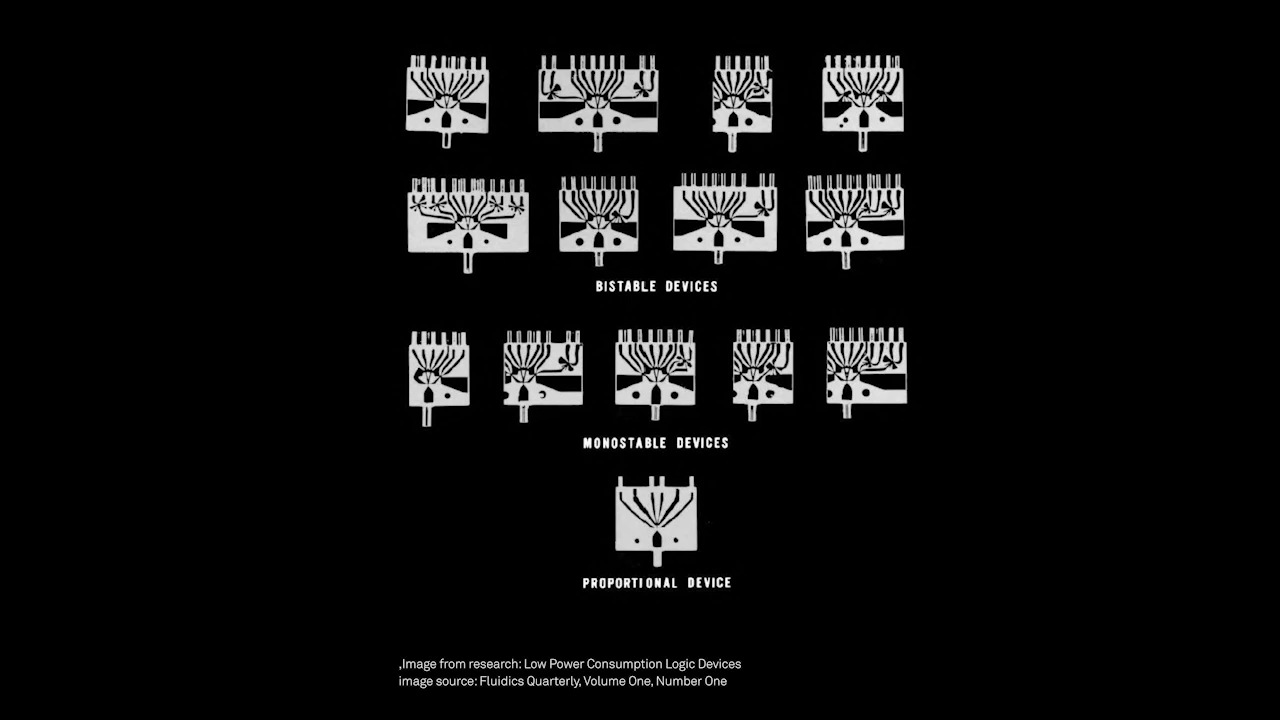 BISTABLE DEVICES
MONOSTABLE DEVICES
PROPORTIONAL DEVICE
,Image from research: Low Power Consumption Logic Devices
image source: Fluidics Quarterly, Volume One, Number One